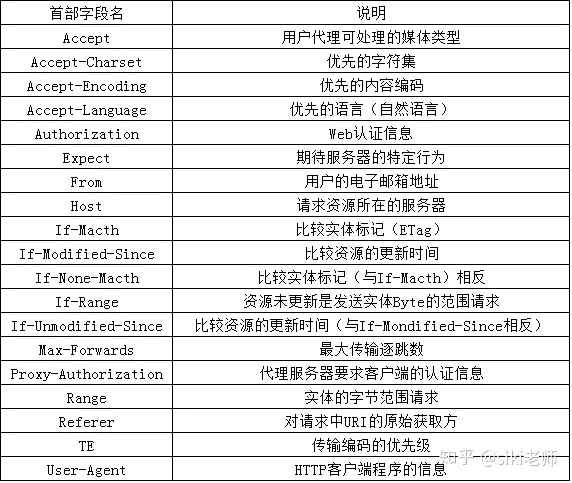 首部字段名 说明
Accept 用户代理可处理的媒体类型
Accept-Charset 优先的字符集
Accept-Encoding 优先的内容编码
Accept-Language 优先的语言（自然语言）
Authorization Web认证信息
Expect 期待服务器的特定行为
From 用户的电子邮箱地址
Host 请求资源所在的服务器
If-Macth 比较实体标记（ETag）
If-Modified-Since 比较资源的更新时间
If-None-Macth 比较实体标记（与If-Macth）相反
If-Range 资源未更新是发送实体Byte的范围请求
If-Unmodified-Since 比较资源的更新时间（与If-Mondified-Since相反）
Max-Forwards 最大传输逐跳数
Proxy-Authorization 代理服务器要求客户端的认证信息
Range 实体的字节范围请求
Referer 对请求中URI的原始获取方
TE 传输编码的优先级
User-Agent HTTP客户端程序的信息
知乎 @siki老师